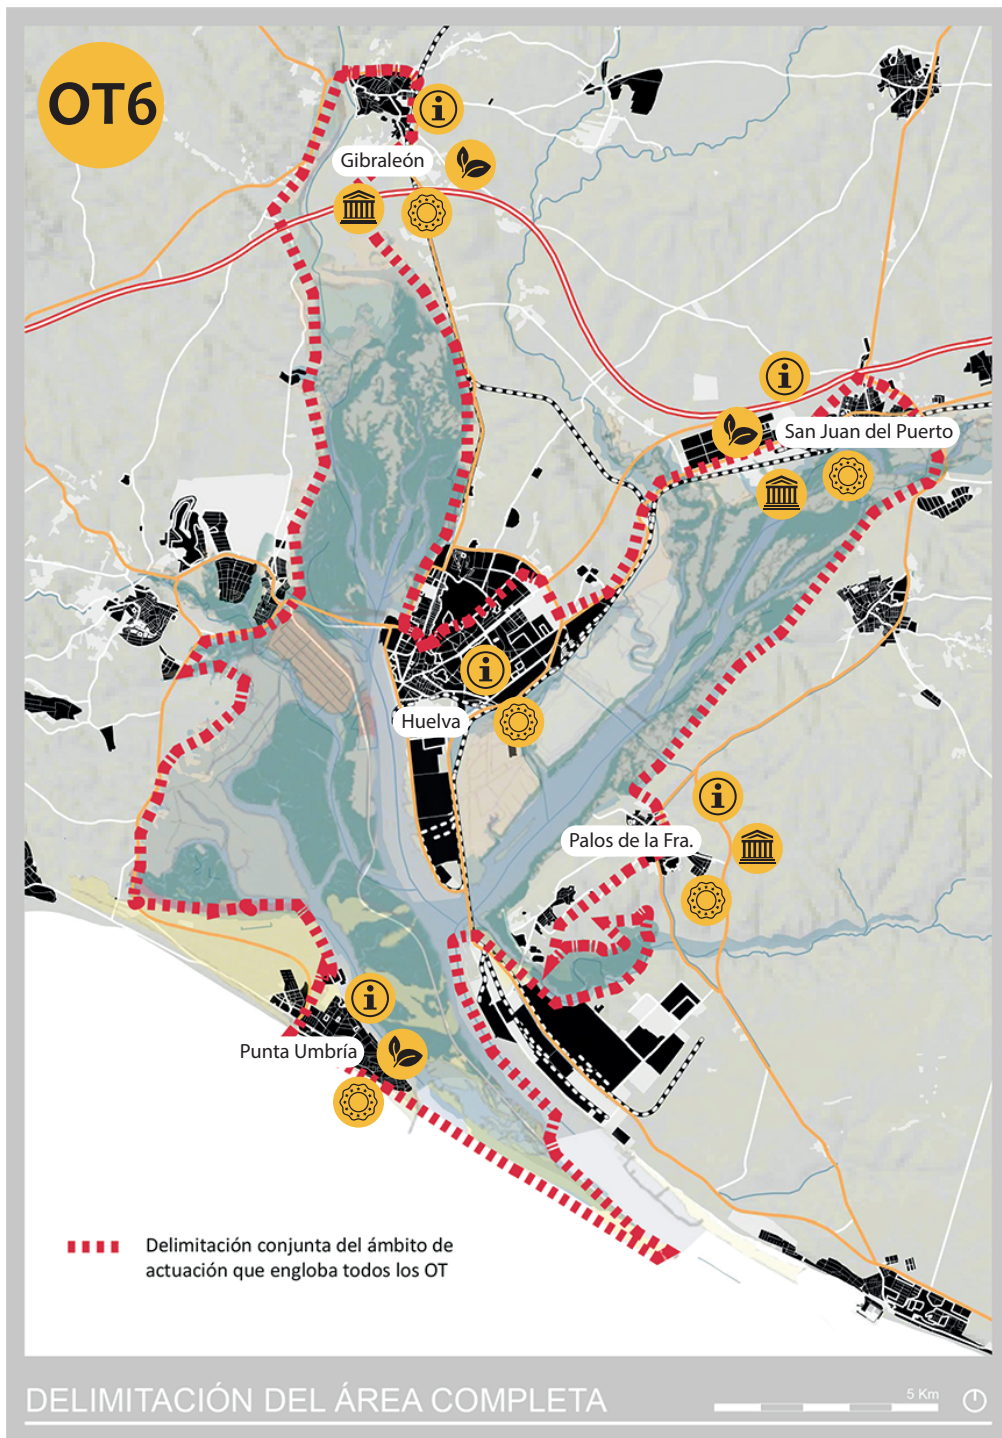 OT6
Gibraleón
San Juan del Puerto
Huelva
Palos de la Fra.
Punta Umbría
Delimitación conjunta del ámbito de
actuación que engloba todos los OT
DELIMITACIÓN DEL ÁREA COMPLETA
5 Km